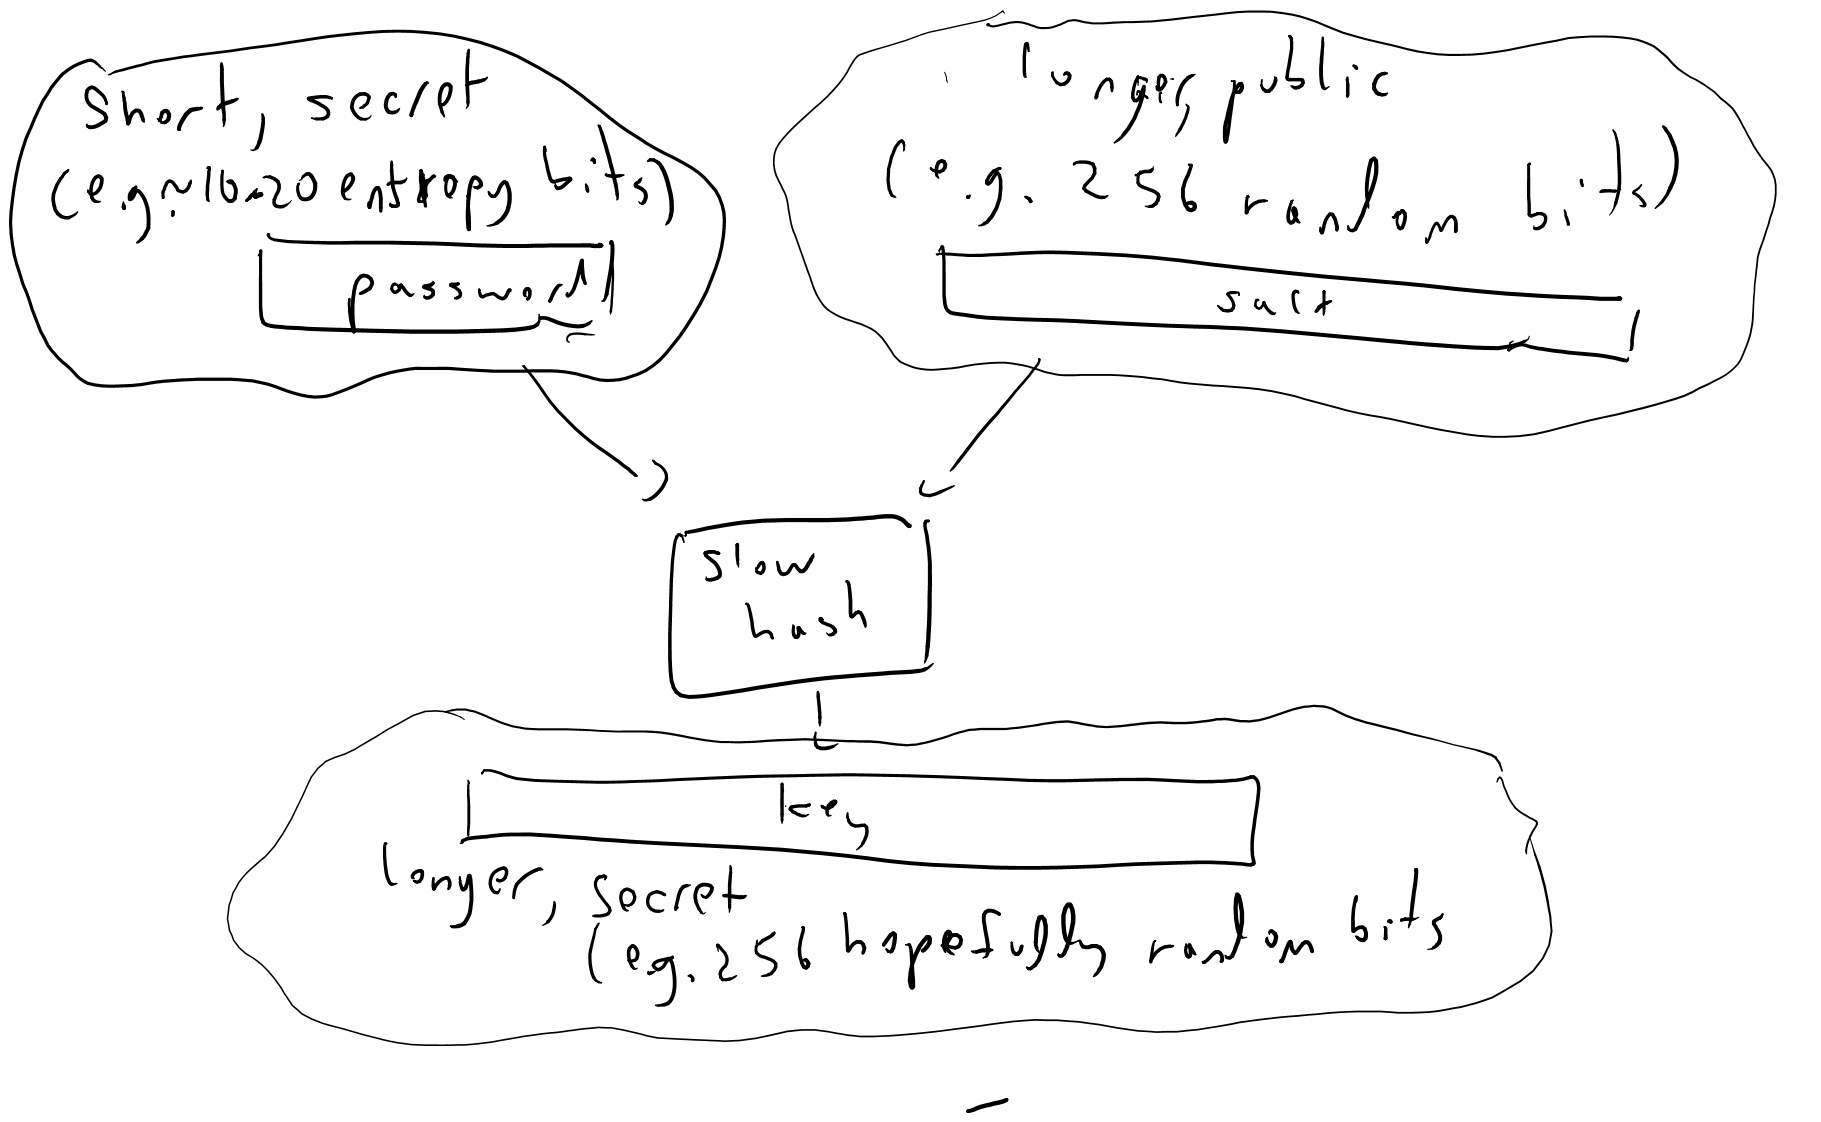 short, secret
(e.g. ~10-20 entropy bits)
password
longer, public
(e.g. 256 random bits)
salt
slow
hash
key
longer, secret
(e.g. 256 hopefully random bits